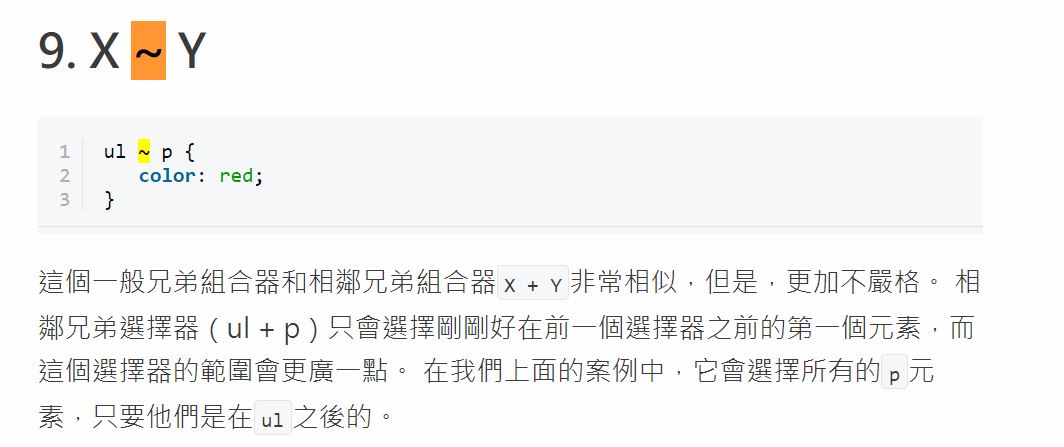 9. X ~ Y
1 ul ~ p {
2 color: red;
3 }
這個一般兄弟組合器和相鄰兄弟組合器 X + Y 非常相似，但是，更加不嚴格。 相
鄰兄弟選擇器（ul + p）只會選擇剛剛好在前一個選擇器之前的第一個元素，而
這個選擇器的範圍會更廣一點。 在我們上面的案例中，它會選擇所有的 p 元
素，只要他們是在 ul 之後的。